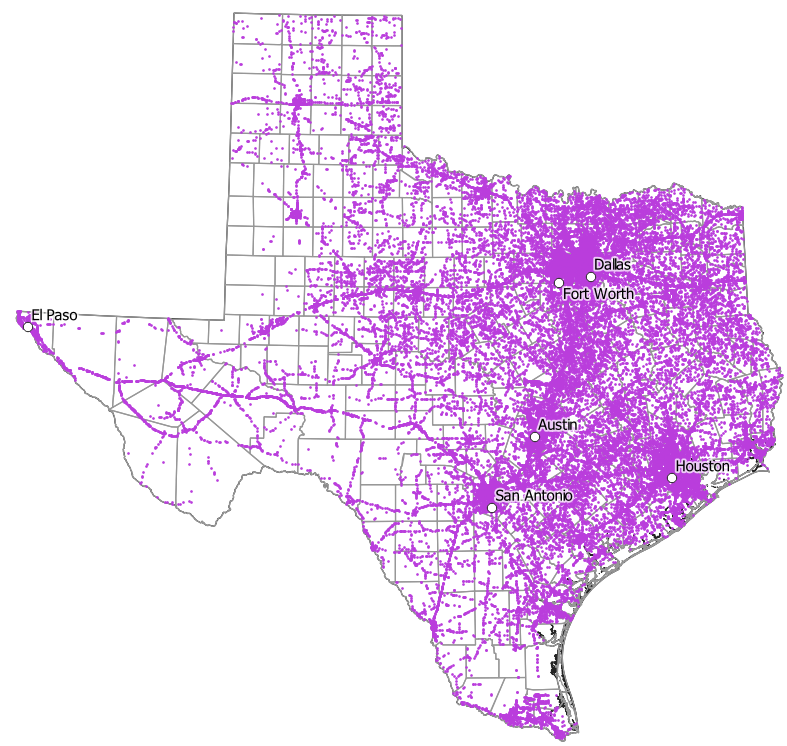 Dallas
Fort Worth
El Paso
Austin
Houston
San Antonio